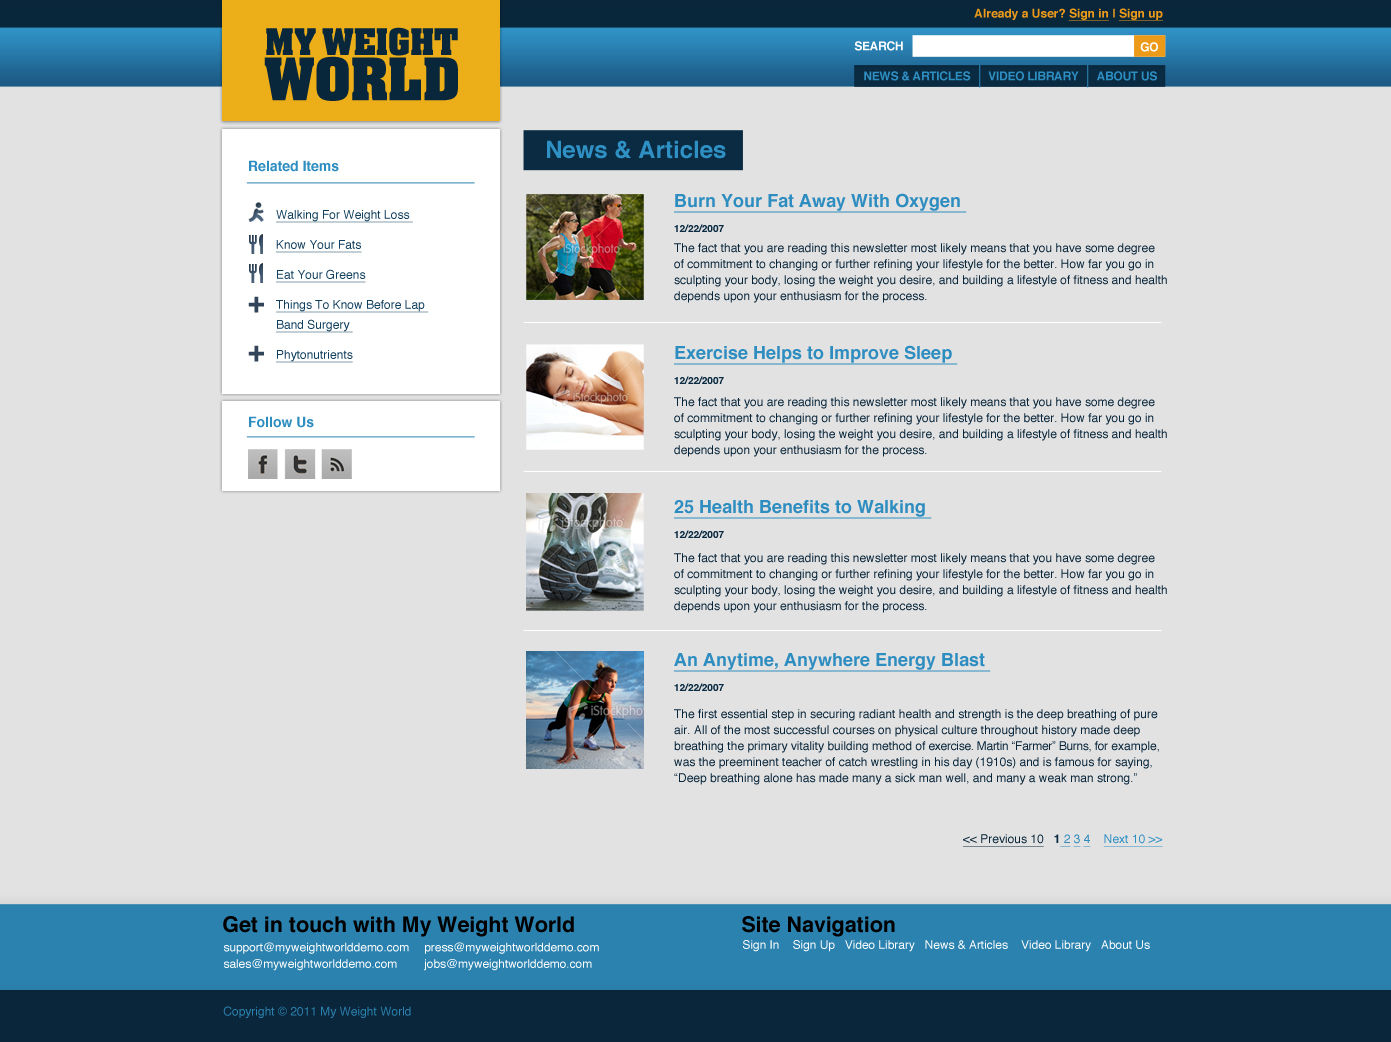 Already a User? Sign in | Sign up
MY WEIGHT
WORLD
SEARCH
GO
NEWS & ARTICLES
VIDEO LIBRARY
ABOUT US
Related Items
Walking For Weight Loss
Know Your Fats
Eat Your Greens
Things To Know Before Lap
Band Surgery
Phytonutrients
Follow Us
News & Articles
iStockphoto
Burn Your Fat Away With Oxygen
12/22/2007
The fact that you are reading this newsletter most likely means that you have some degree
of commitment to changing or further refining your lifestyle for the better. How far you go in
sculpting your body, losing the weight you desire, and building a lifestyle of fitness and health
depends upon your enthusiasm for the process.
iStockphoto
Exercise Helps to Improve Sleep
12/22/2007
The fact that you are reading this newsletter most likely means that you have some degree
of commitment to changing or further refining your lifestyle for the better. How far you go in
sculpting your body, losing the weight you desire, and building a lifestyle of fitness and health
depends upon your enthusiasm for the process.
iStockphoto
25 Health Benefits to Walking
12/22/2007
The fact that you are reading this newsletter most likely means that you have some degree
of commitment to changing or further refining your lifestyle for the better. How far you go in
sculpting your body, losing the weight you desire, and building a lifestyle of fitness and health
depends upon your enthusiasm for the process.
iStockpho
An Anytime, Anywhere Energy Blast
12/22/2007
The first essential step in securing radiant health and strength is the deep breathing of pure
air. All of the most successful courses on physical culture throughout history made deep
breathing the primary vitality building method of exercise. Martin “Farmer” Burns, for example,
was the preeminent teacher of catch wrestling in his day (1910s) and is famous for saying,
“Deep breathing alone has made many a sick man well, and many a weak man strong.”
<< Previous 10 1 2 3 4 Next 10 >>
Get in touch with My Weight World
support@myweightworlddemo.com press@myweightworlddemo.com
sales@myweightworlddemo.com jobs@myweightworlddemo.com
Site Navigation
Sign In Sign Up Video Library News & Articles Video Library About Us
Copyright © 2011 My Weight World